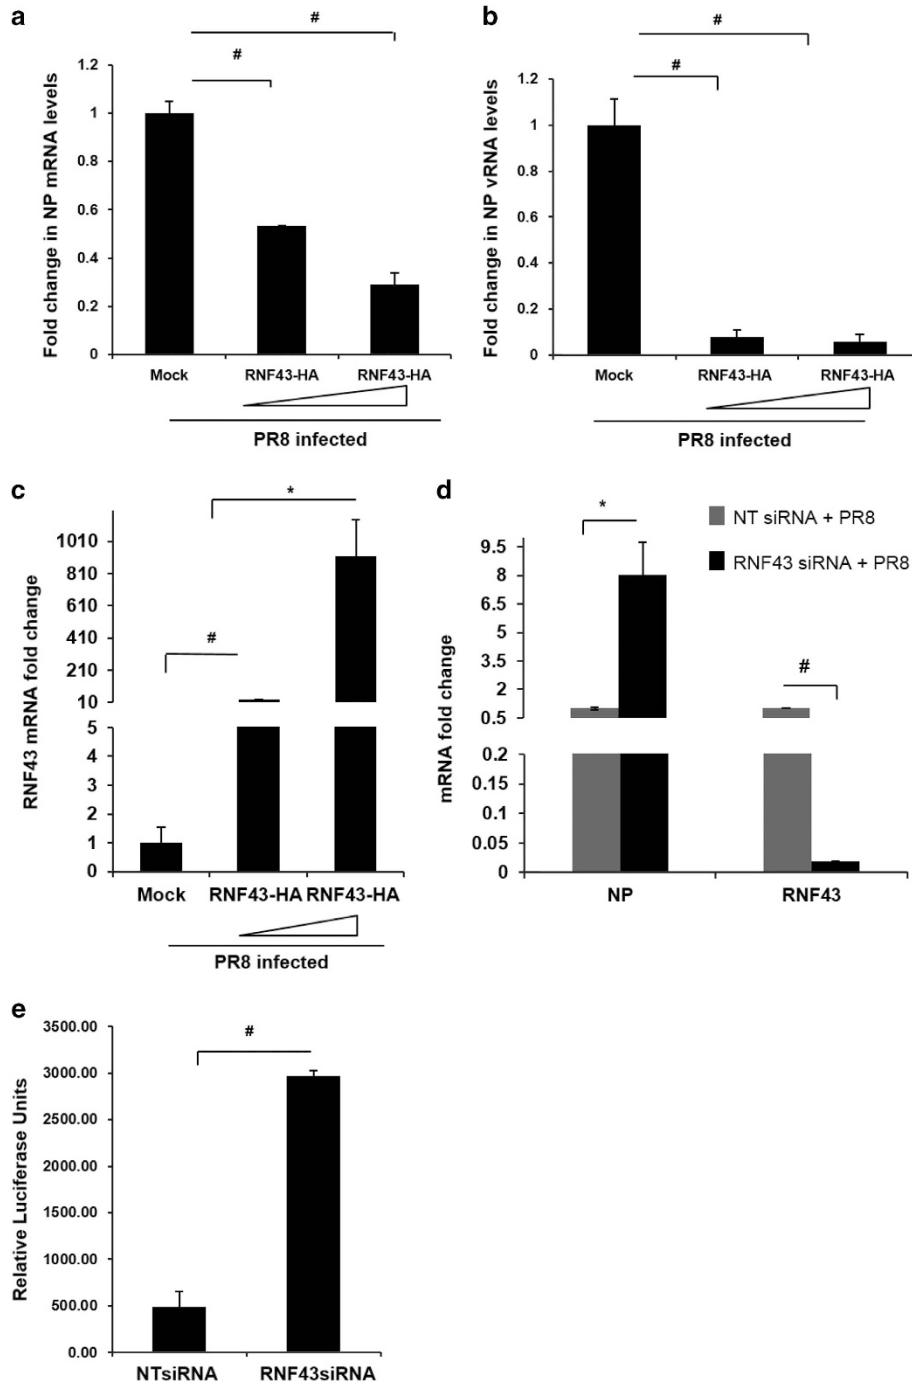 a
#
#
Fold change in NP mRNA levels
1.2
1
0.8
0.6
0.4
0.2
0
Mock RNF43-HA RNF43-HA
PR8 infected
b
#
#
Fold change in NP vRNA levels
1.2
1
0.8
0.6
0.4
0.2
0
Mock RNF43-HA RNF43-HA
PR8 infected
c
*
#
RNF43 mRNA fold change
1010
810
610
410
210
10
5
4
3
2
1
0
Mock RNF43-HA RNF43-HA
PR8 infected
d
NT siRNA + PR8
RNF43 siRNA + PR8
*
#
mRNA fold change
9.5
8
6.5
5
3.5
2
0.5
0.2
0.15
0.1
0.05
0
NP RNF43
e
#
Relative Luciferase Units
3500.00
3000.00
2500.00
2000.00
1500.00
1000.00
500.00
0.00
NTsiRNA RNF43siRNA